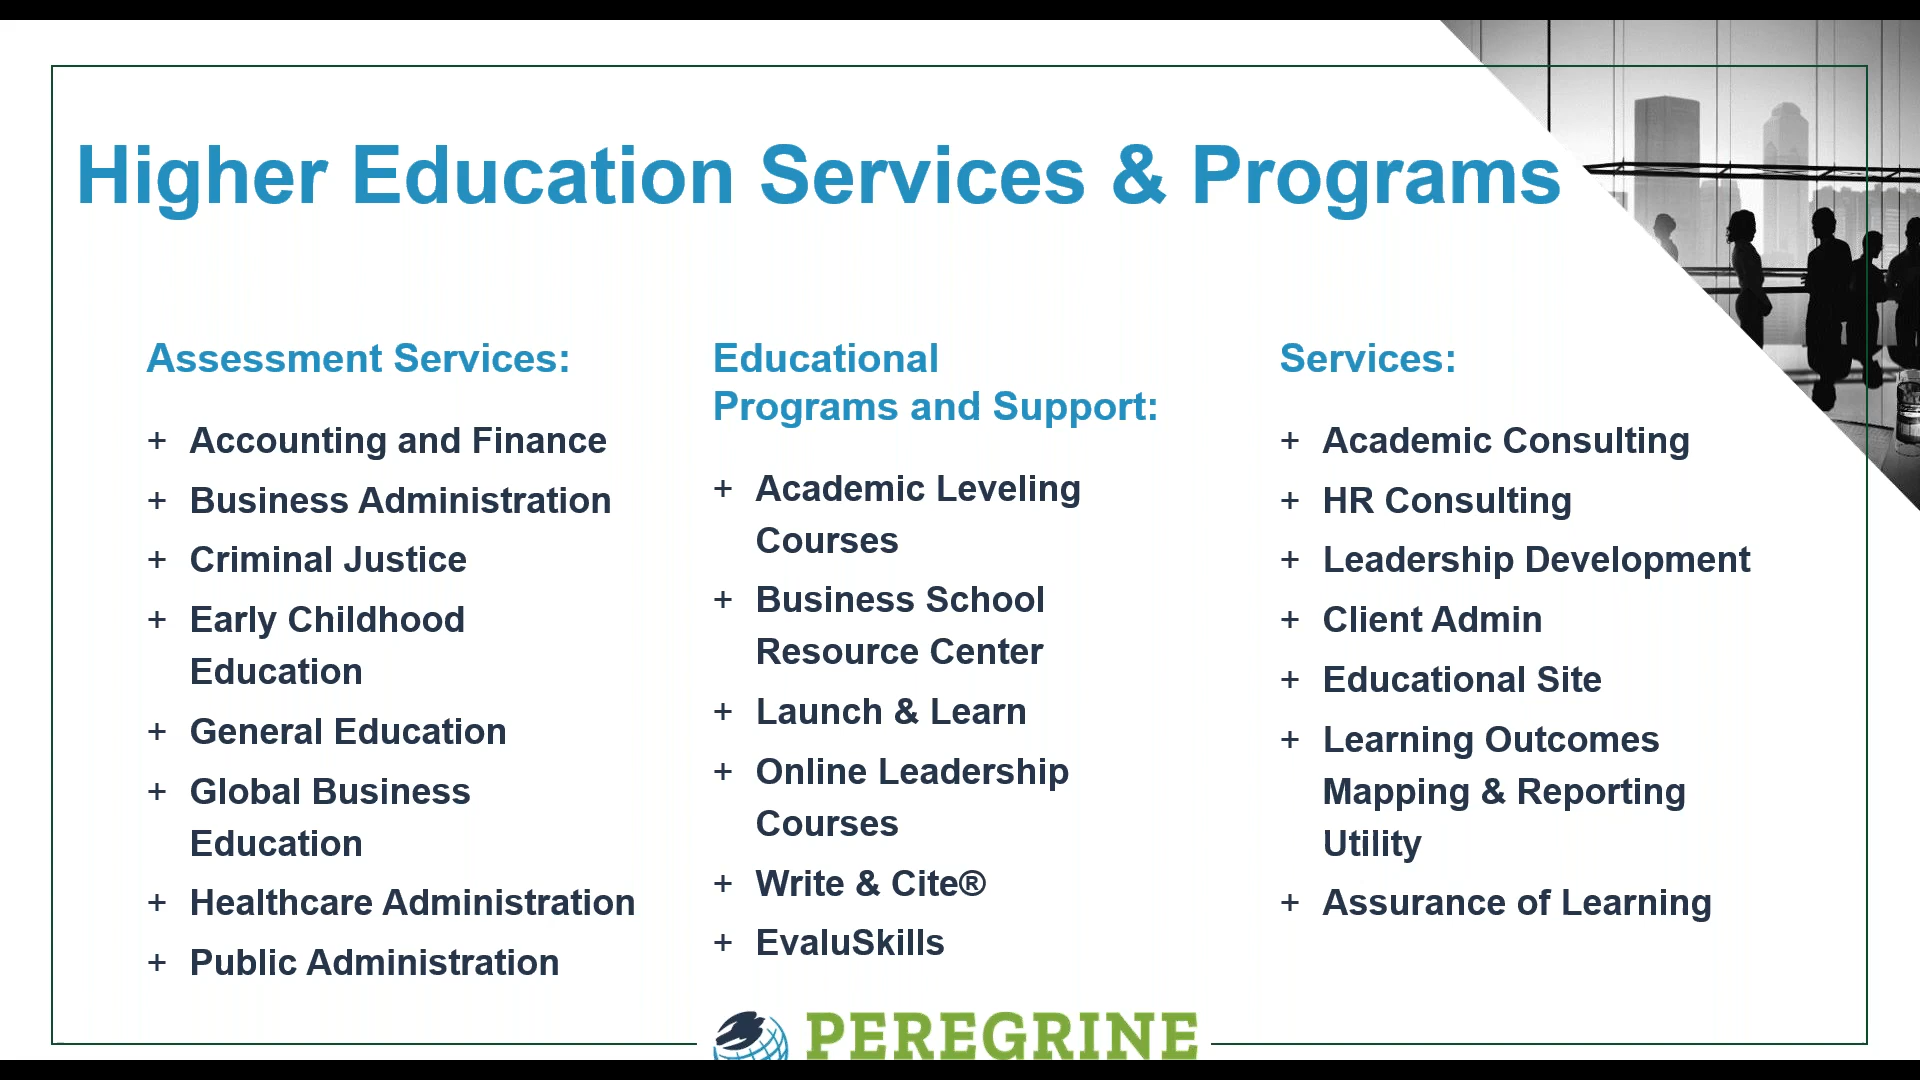 Higher Education Services & Programs
Assessment Services:
+ Accounting and Finance
+ Business Administration
+ Criminal Justice
+ Early Childhood
Education
+ General Education
+ Global Business
Education
+ Healthcare Administration
+ Public Administration
Educational
Programs and Support:
+ Academic Leveling
Courses
+ Business School
Resource Center
+ Launch & Learn
+ Online Leadership
Courses
+ Write & Cite®
+ EvaluSkills
Services:
+ Academic Consulting
+ HR Consulting
+ Leadership Development
+ Client Admin
+ Educational Site
+ Learning Outcomes
Mapping & Reporting
Utility
+ Assurance of Learning
PEREGRINE